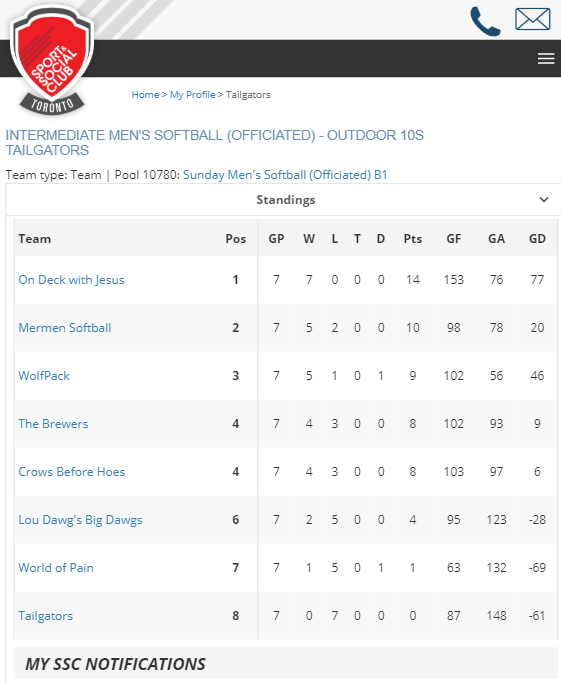 SPORT &
SOCIAL
CLUB
TORONTO
Home > My Profile > Tailgators
INTERMEDIATE MEN'S SOFTBALL (OFFICIATED) - OUTDOOR 10S
TAILGATORS
Team type: Team | Pool 10780: Sunday Men's Softball (Officiated) B1
Standings
Team Pos GP W L T D Pts GF GA GD
On Deck with Jesus 1 7 7 0 0 0 14 153 76 77
Mermen Softball 2 7 5 2 0 0 10 98 78 20
WolfPack 3 7 5 1 0 1 9 102 56 46
The Brewers 4 7 4 3 0 0 8 102 93 9
Crows Before Hoes 4 7 4 3 0 0 8 103 97 6
Lou Dawg's Big Dawgs 6 7 2 5 0 0 4 95 123 -28
World of Pain 7 7 1 5 0 1 1 63 132 -69
Tailgators 8 7 0 7 0 0 0 87 148 -61
MY SSC NOTIFICATIONS